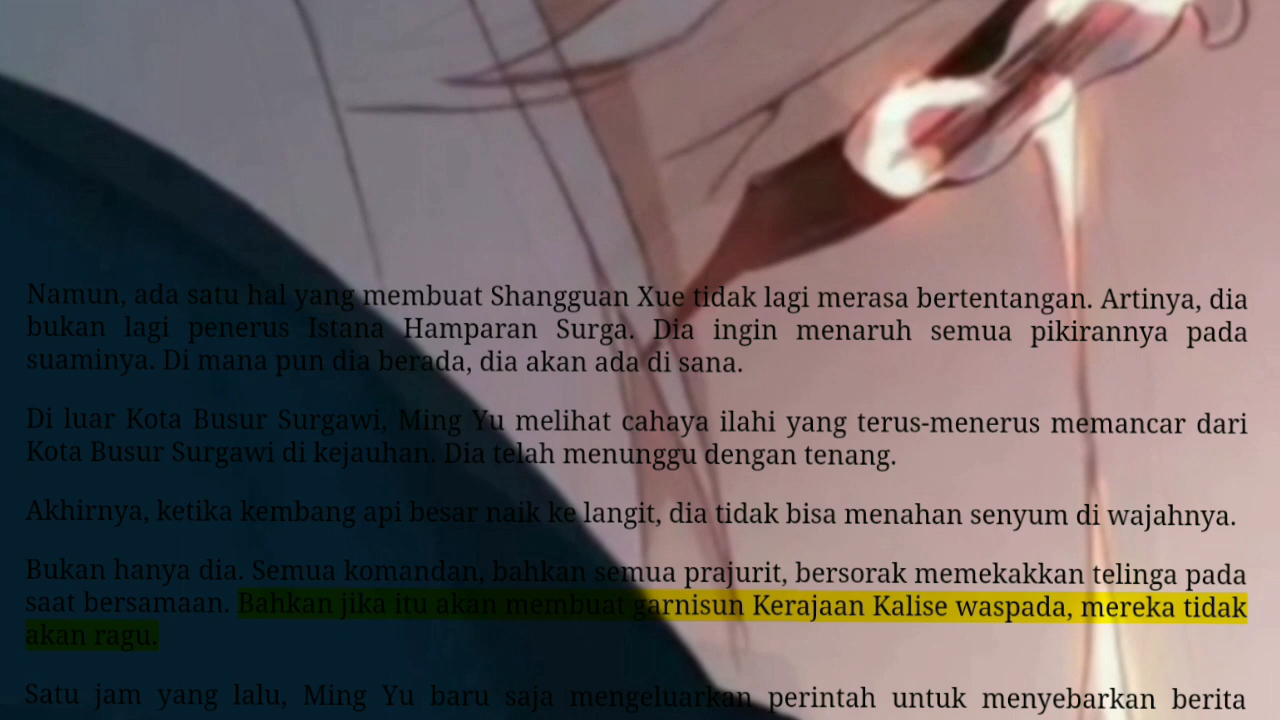 Namun, ada satu hal yang membuat Shangguan Xue tidak lagi merasa bertentangan. Artinya, dia
bukan lagi penerus Istana Hamparan Surga. Dia ingin menaruh semua pikirannya pada
suaminya. Di mana pun dia berada, dia akan ada di sana.
Di luar Kota Busur Surgawi, Ming Yu melihat cahaya ilahi yang terus-menerus memancar dari
Kota Busur Surgawi di kejauhan. Dia telah menunggu dengan tenang.
Akhirnya, ketika kembang api besar naik ke langit, dia tidak bisa menahan senyum di wajahnya.
Bukan hanya dia. Semua komandan, bahkan semua prajurit, bersorak memekakkan telinga pada
saat bersamaan. Bahkan jika itu akan membuat garnisun Kerajaan Kalise waspada, mereka tidak
akan ragu.
Satu jam yang lalu, Ming Yu baru saja mengeluarkan perintah untuk menyebarkan berita